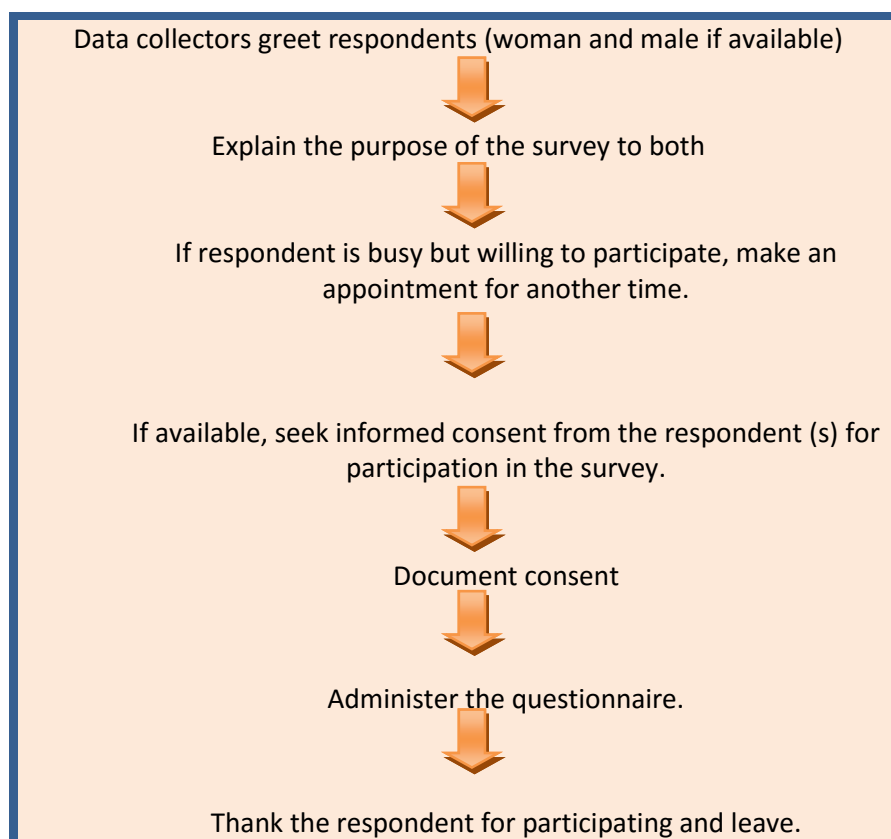 Data collectors greet respondents (woman and male if available)
Explain the purpose of the survey to both
If respondent is busy but willing to participate, make an
appointment for another time.
If available, seek informed consent from the respondent (s) for
participation in the survey.
Document consent
Administer the questionnaire.
Thank the respondent for participating and leave.